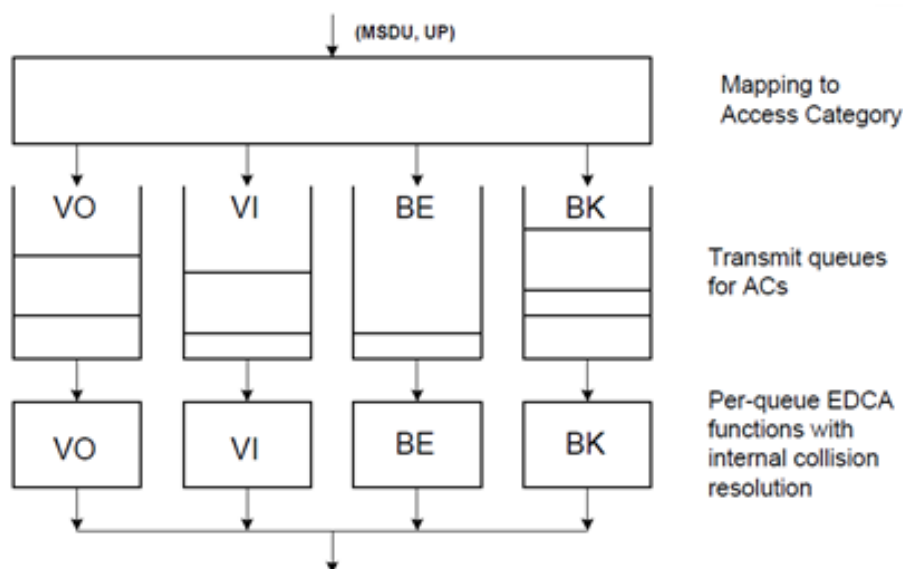 (MSDU, UP)
Mapping to
Access Category
VO
VI
BE
BK
Transmit queues
for ACs
Per-queue EDCA
functions with
internal collision
resolution
VO
VI
BE
BK